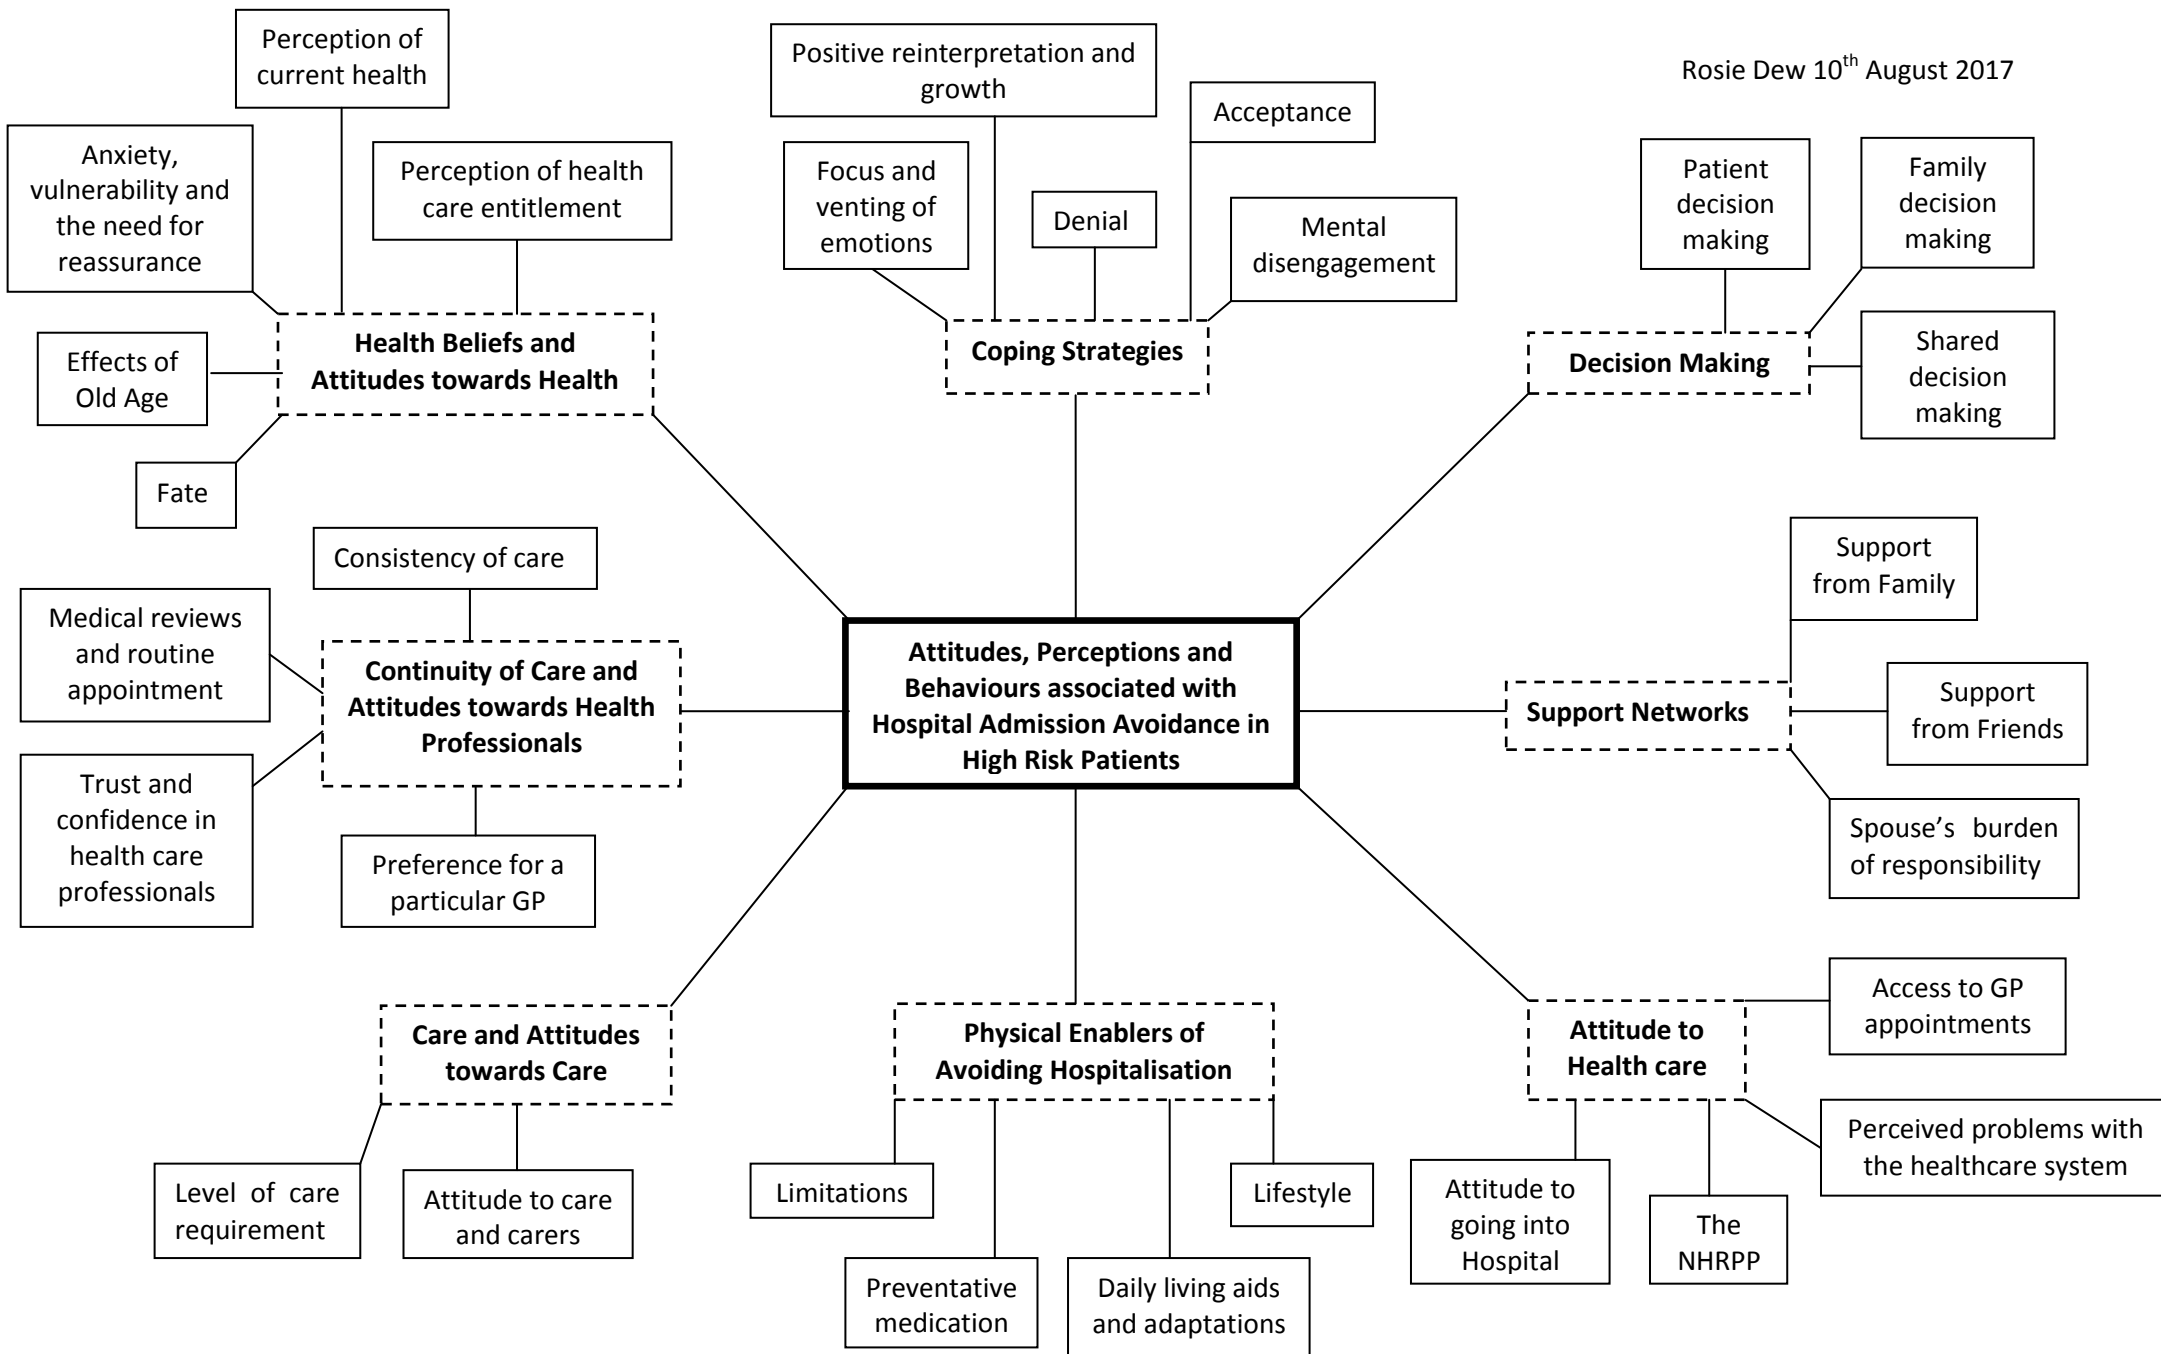 Perception of
current health
Positive reinterpretation and
growth
Rosie Dew 10th August 2017
Acceptance
Anxiety,
vulnerability and
the need for
reassurance
Perception of health
care entitlement
Focus and
venting of
emotions
Denial
Mental
disengagement
Patient
decision
making
Family
decision
making
Effects of
Old Age
Health Beliefs and
Attitudes towards Health
Coping Strategies
Decision Making
Shared
decision
making
Fate
Consistency of care
Support
from Family
Medical reviews
and routine
appointment
Continuity of Care and
Attitudes towards Health
Professionals
Attitudes, Perceptions and
Behaviours associated with
Hospital Admission Avoidance in
High Risk Patients
Support Networks
Support
from Friends
Trust and
confidence in
health care
professionals
Preference for a
particular GP
Spouse’s burden
of responsibility
Care and Attitudes
towards Care
Physical Enablers of
Avoiding Hospitalisation
Attitude to
Health care
Access to GP
appointments
Level of care
requirement
Attitude to care
and carers
Limitations
Lifestyle
Attitude to
going into
Hospital
The
NHRPP
Perceived problems with
the healthcare system
Preventative
medication
Daily living aids
and adaptations